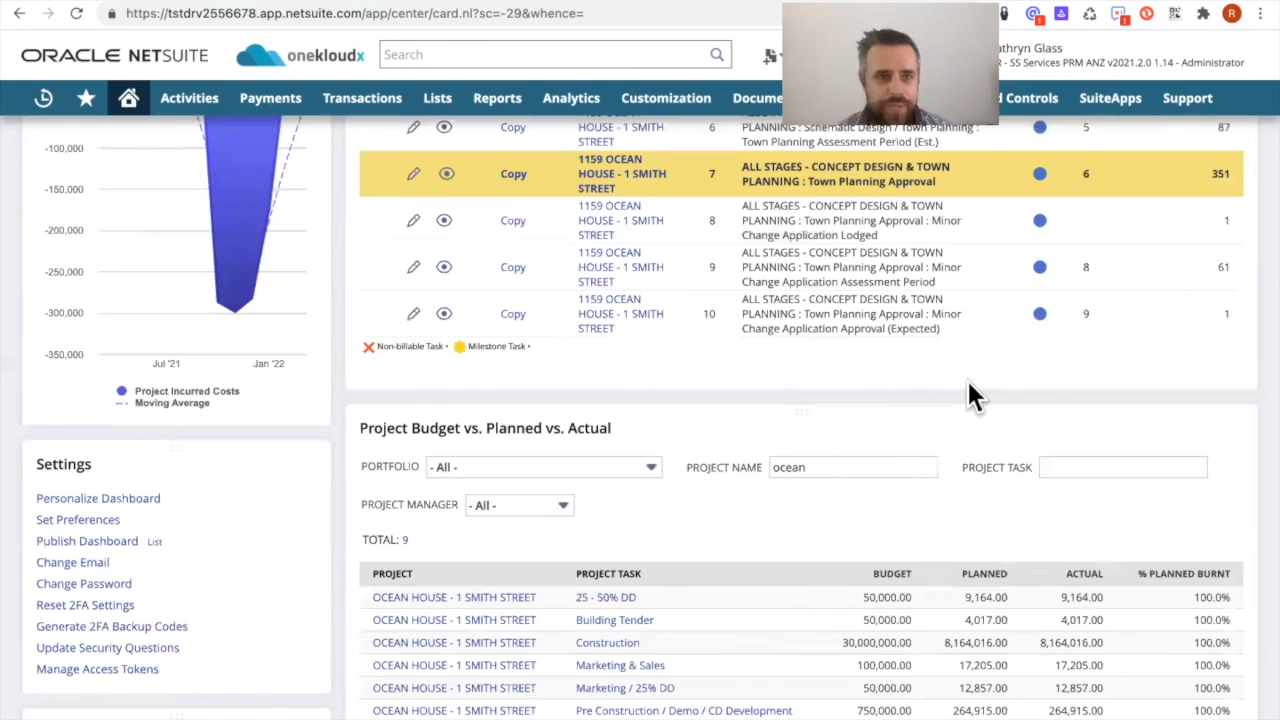 https://tstdrv2556678.app.netsuite.com/app/center/card.nl?sc=-29&whence=
1
R
ORACLE NETSUITE
onekloudx
Search
athryn Glass
- SS Services PRM ANZ v2021.2.0 1.14 - Administrator
Activities Payments Transactions Lists Reports Analytics Customization Docume d Controls SuiteApps Support
-100,000
-150,000
-200,000
-250,000
-300,000
-350,000
Jul '21 Jan '22
Project Incurred Costs
Moving Average
Copy HOUSE - 1 SMITH STREET 6 PLANNING : Schematic Design / Town Planning : Town Planning Assessment Period (Est.) 5 87
Copy 1159 OCEAN HOUSE - 1 SMITH STREET 7 ALL STAGES - CONCEPT DESIGN & TOWN PLANNING : Town Planning Approval 6 351
Copy 1159 OCEAN HOUSE - 1 SMITH STREET 8 ALL STAGES - CONCEPT DESIGN & TOWN PLANNING : Town Planning Approval : Minor Change Application Lodged 1
Copy 1159 OCEAN HOUSE - 1 SMITH STREET 9 ALL STAGES - CONCEPT DESIGN & TOWN PLANNING : Town Planning Approval : Minor Change Application Assessment Period 8 61
Copy 1159 OCEAN HOUSE - 1 SMITH STREET 10 ALL STAGES - CONCEPT DESIGN & TOWN PLANNING : Town Planning Approval : Minor Change Application Approval (Expected) 9 1
Non-billable Task • Milestone Task •
Settings
Personalize Dashboard
Set Preferences
Publish Dashboard List
Change Email
Change Password
Reset 2FA Settings
Generate 2FA Backup Codes
Update Security Questions
Manage Access Tokens
Project Budget vs. Planned vs. Actual
PORTFOLIO - All - PROJECT NAME ocean PROJECT TASK
PROJECT MANAGER - All -
TOTAL: 9
PROJECT PROJECT TASK BUDGET PLANNED ACTUAL % PLANNED BURNT
OCEAN HOUSE - 1 SMITH STREET 25 - 50% DD 50,000.00 9,164.00 9,164.00 100.0%
OCEAN HOUSE - 1 SMITH STREET Building Tender 50,000.00 4,017.00 4,017.00 100.0%
OCEAN HOUSE - 1 SMITH STREET Construction 30,000,000.00 8,164,016.00 8,164,016.00 100.0%
OCEAN HOUSE - 1 SMITH STREET Marketing & Sales 100,000.00 17,205.00 17,205.00 100.0%
OCEAN HOUSE - 1 SMITH STREET Marketing / 25% DD 50,000.00 12,857.00 12,857.00 100.0%
OCEAN HOUSE - 1 SMITH STREET Pre Construction / Demo / CD Development 750,000.00 264,915.00 264,915.00 100.0%